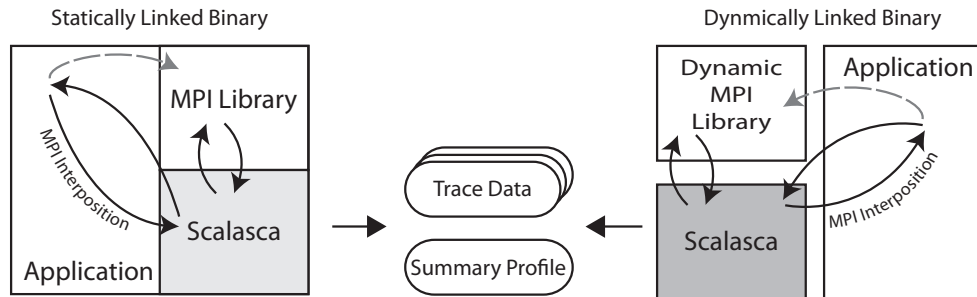 Statically Linked Binary
MPI Library
MPI Interposition
Scalasca
Application
Trace Data
Summary Profile
Dynmically Linked Binary
Dynamic
MPI
Library
Application
MPI Interposition
Scalasca